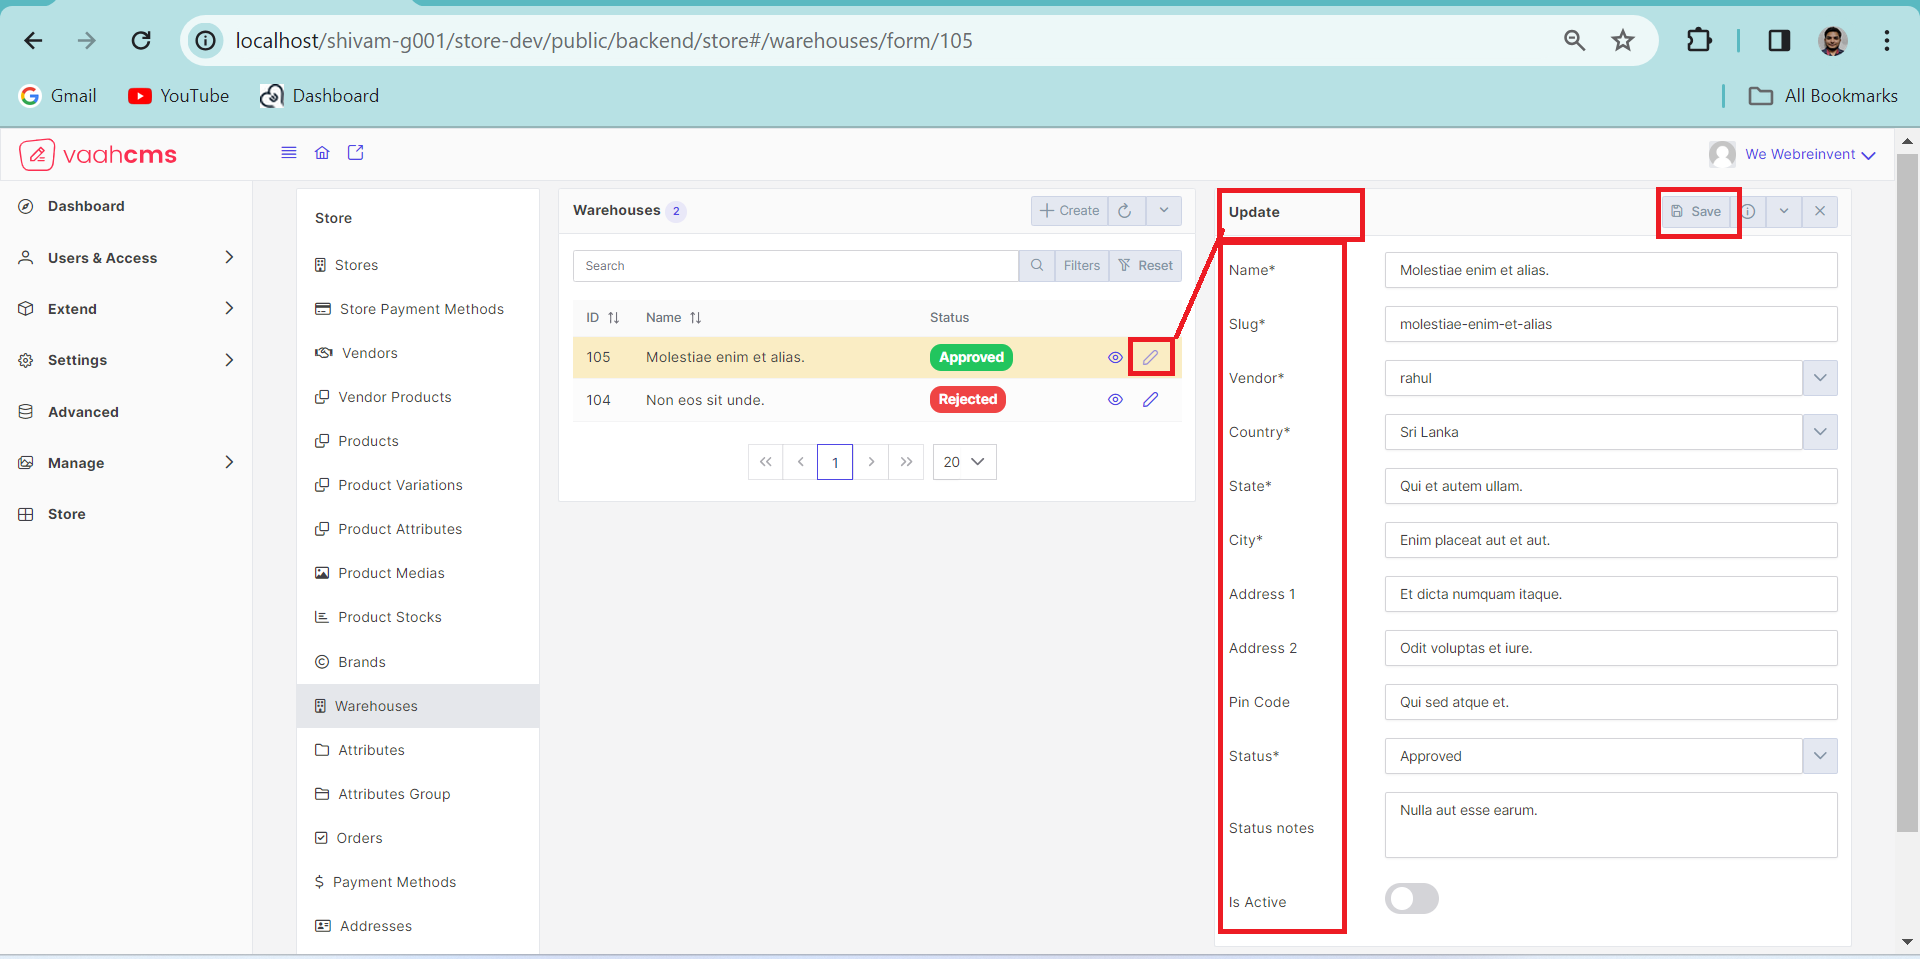 localhost/shivam-g001/store-dev/public/backend/store#/warehouses/form/105
Gmail
YouTube
Dashboard
All Bookmarks
vaahcms
We Webreinvent
Dashboard
Users & Access
Extend
Settings
Advanced
Manage
Store
Store
Stores
Store Payment Methods
Vendors
Vendor Products
Products
Product Variations
Product Attributes
Product Medias
Product Stocks
Brands
Warehouses
Attributes
Attributes Group
Orders
$ Payment Methods
Addresses
Warehouses 2
+ Create
Search
Filters
Reset
ID Name Status
105 Molestiae enim et alias. Approved
104 Non eos sit unde. Rejected
« ‹ 1 › » 20
Update
Save
Name* Molestiae enim et alias.
Slug* molestiae-enim-et-alias
Vendor* rahul
Country* Sri Lanka
State* Qui et autem ullam.
City* Enim placeat aut et aut.
Address 1 Et dicta numquam itaque.
Address 2 Odit voluptas et iure.
Pin Code Qui sed atque et.
Status* Approved
Status notes Nulla aut esse earum.
Is Active